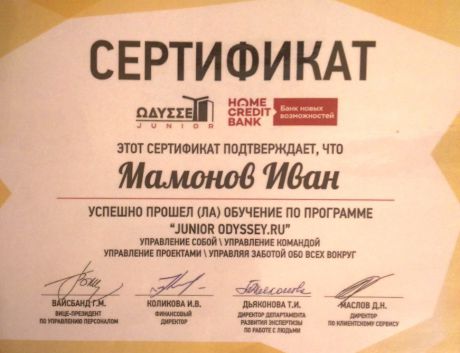 СЕРТИФИКАТ
ΩДУССЕ
JUNIOR
HOME CREDIT BANK
Банк новых возможностей
ЭТОТ СЕРТИФИКАТ ПОДТВЕРЖДАЕТ, ЧТО
Мамонов Иван
УСПЕШНО ПРОШЕЛ (ЛА) ОБУЧЕНИЕ ПО ПРОГРАММЕ
“JUNIOR ODYSSEY.RU”
УПРАВЛЕНИЕ СОБОЙ \ УПРАВЛЕНИЕ КОМАНДОЙ
УПРАВЛЕНИЕ ПРОЕКТАМИ \ УПРАВЛЯЯ ЗАБОТОЙ ОБО ВСЕХ ВОКРУГ
ВАЙСБАНД Г.М.
ВИЦЕ-ПРЕЗИДЕНТ
ПО УПРАВЛЕНИЮ ПЕРСОНАЛОМ
КОЛИКОВА И.В.
ФИНАНСОВЫЙ
ДИРЕКТОР
ДЬЯКОНОВА Т.И.
ДИРЕКТОР ДЕПАРТАМЕНТА
РАЗВИТИЯ ЭКСПЕРТИЗЫ
ПО РАБОТЕ С ЛЮДЬМИ
МАСЛОВ Д.Н.
ДИРЕКТОР
ПО КЛИЕНТСКОМУ СЕРВИСУ